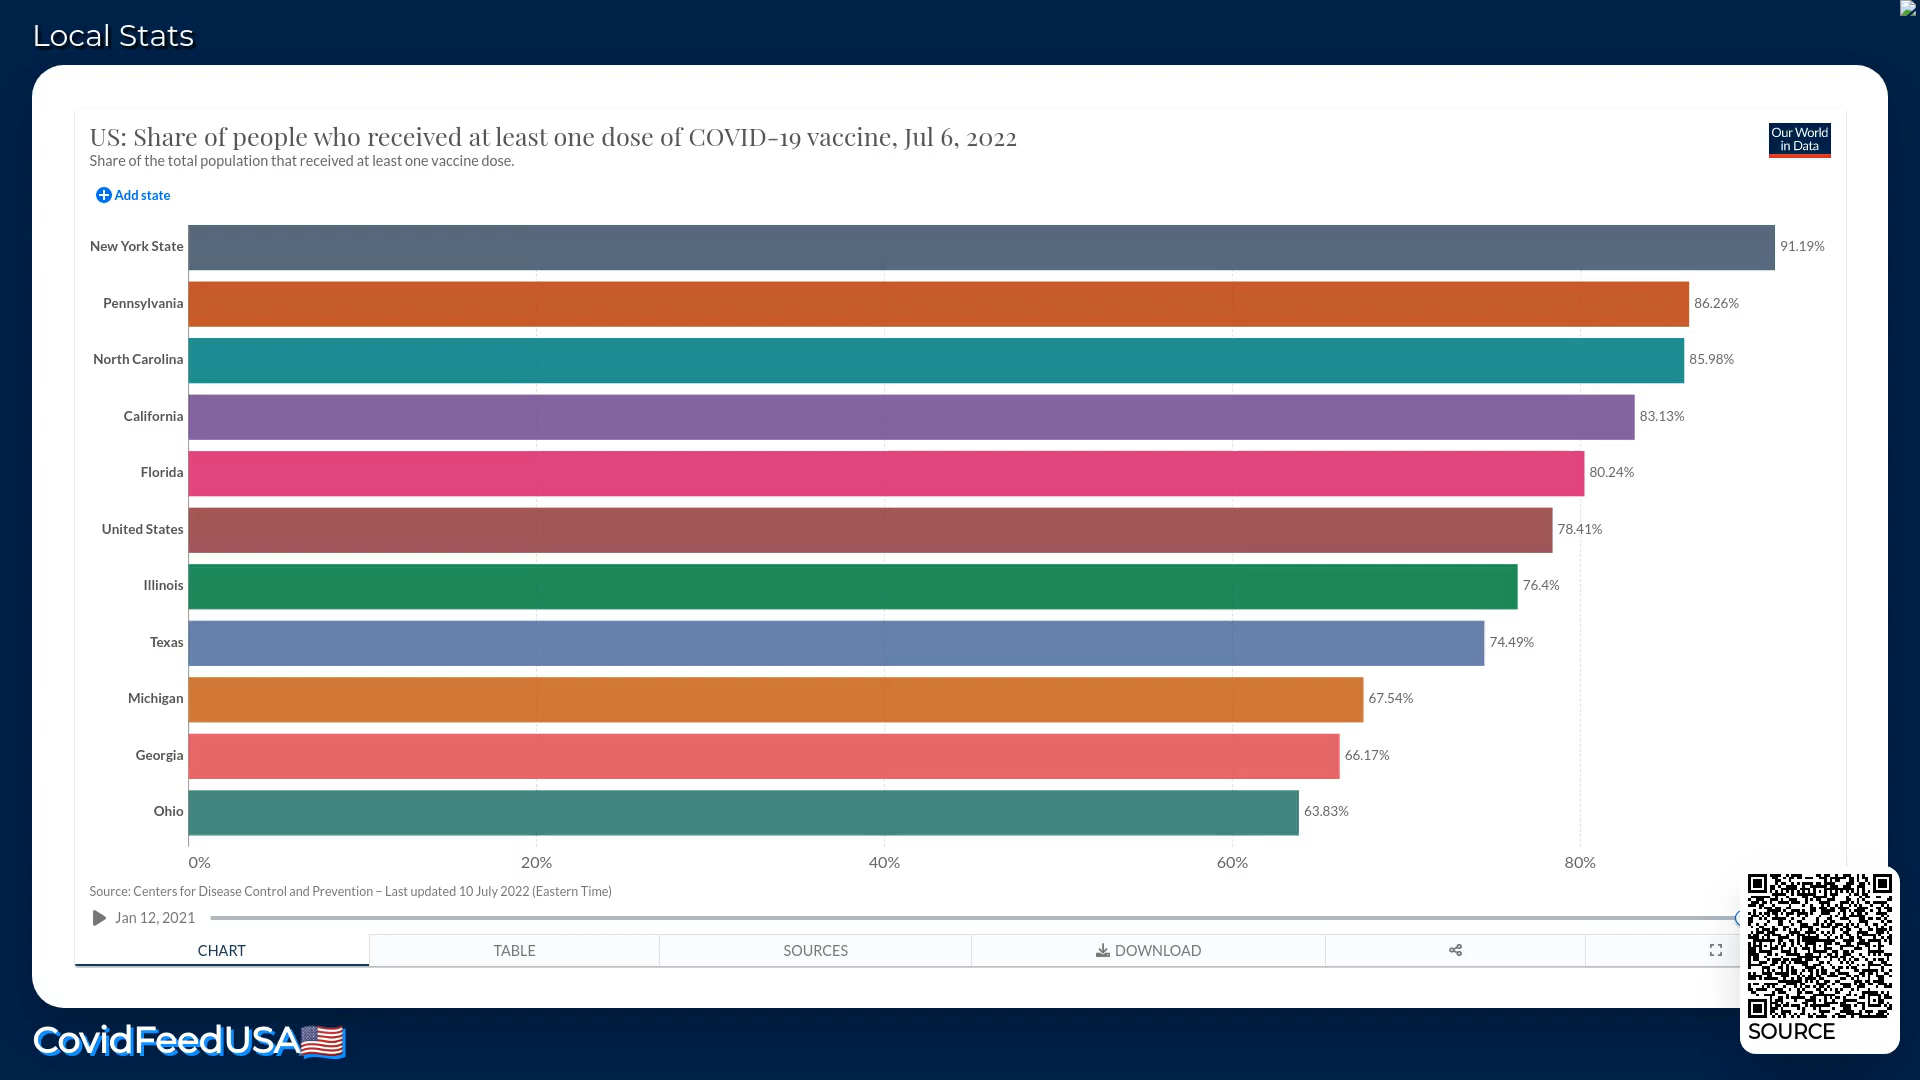 Local Stats
US: Share of people who received at least one dose of COVID-19 vaccine, Jul 6, 2022
Share of the total population that received at least one vaccine dose.
Our World
in Data
Add state
New York State 91.19%
Pennsylvania 86.26%
North Carolina 85.98%
California 83.13%
Florida 80.24%
United States 78.41%
Illinois 76.4%
Texas 74.49%
Michigan 67.54%
Georgia 66.17%
Ohio 63.83%
0% 20% 40% 60% 80%
Source: Centers for Disease Control and Prevention – Last updated 10 July 2022 (Eastern Time)
Jan 12, 2021
CHART TABLE SOURCES DOWNLOAD
SOURCE
CovidFeedUSA